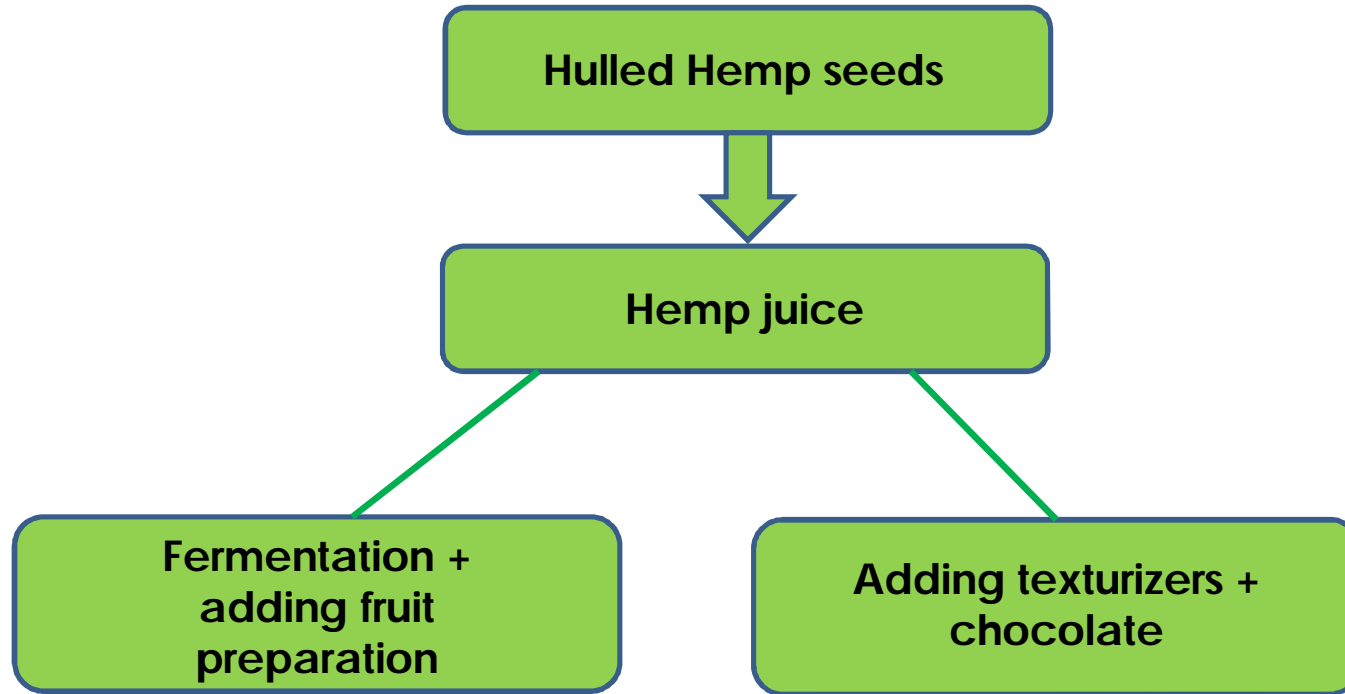 Hulled Hemp seeds
Hemp juice
Fermentation +
adding fruit
preparation
Adding texturizers +
chocolate